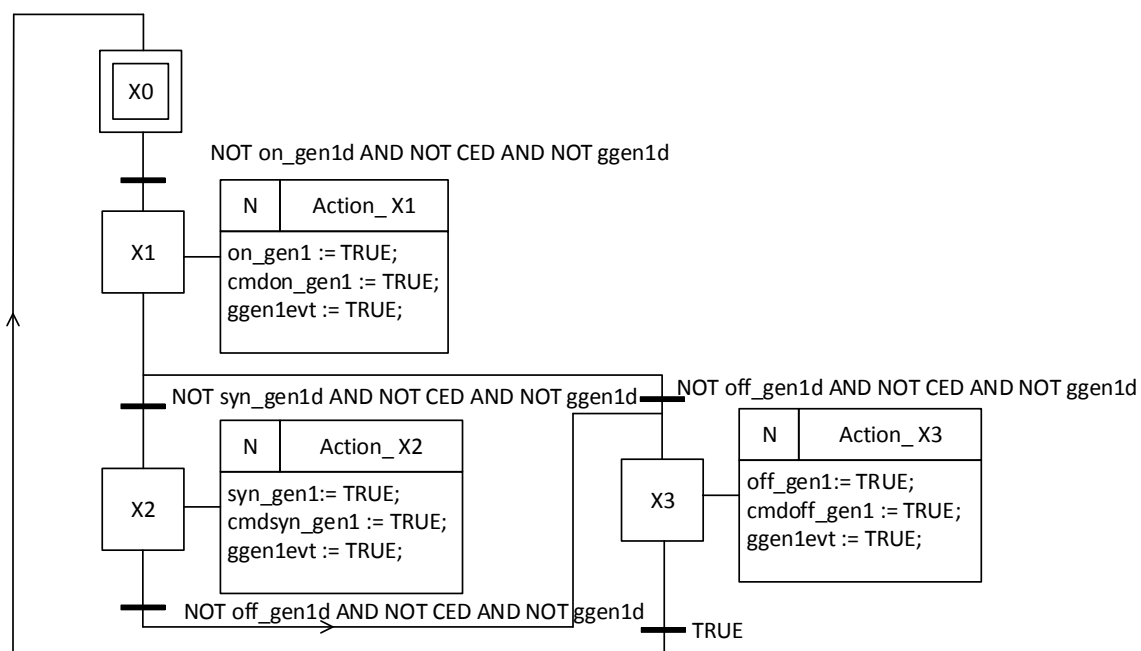 X0
NOT on_gen1d AND NOT CED AND NOT ggen1d
N Action_ X1
X1
on_gen1 := TRUE;
cmdon_gen1 := TRUE;
ggen1evt := TRUE;
NOT syn_gen1d AND NOT CED AND NOT ggen1d
NOT off_gen1d AND NOT CED AND NOT ggen1d
N Action_ X2
X2
syn_gen1:= TRUE;
cmdsyn_gen1 := TRUE;
ggen1evt := TRUE;
N Action_ X3
X3
off_gen1:= TRUE;
cmdoff_gen1 := TRUE;
ggen1evt := TRUE;
NOT off_gen1d AND NOT CED AND NOT ggen1d
TRUE